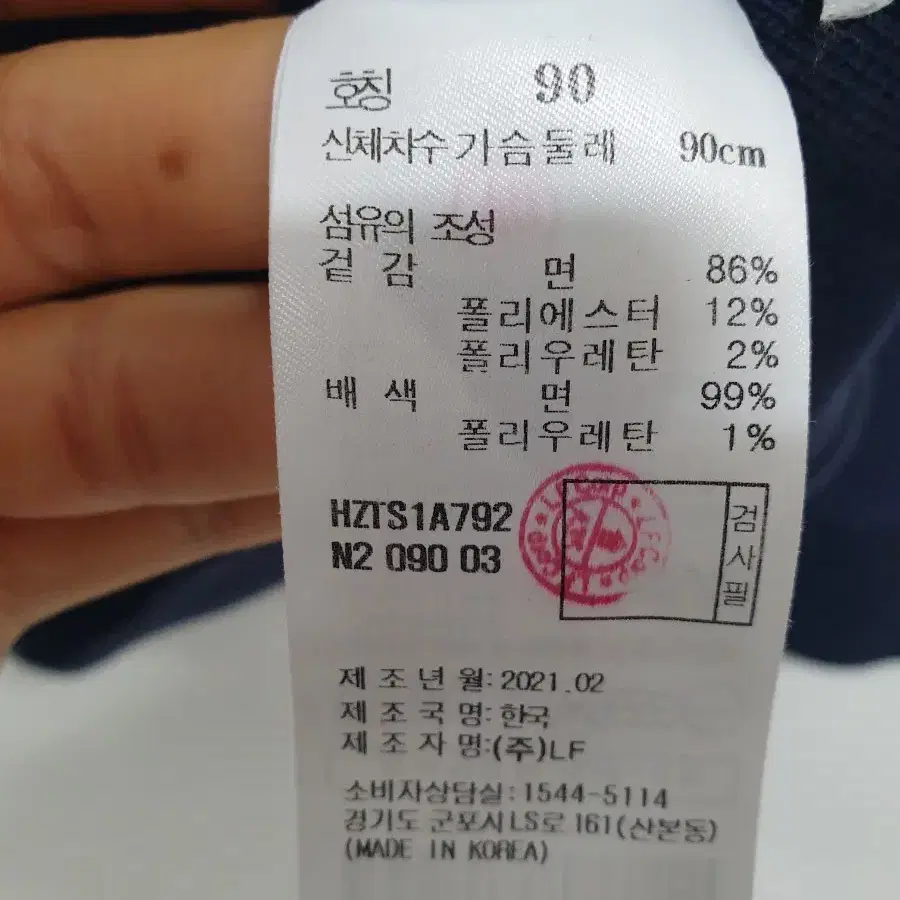 호칭 90
신체치수 가슴둘레 90cm
섬유의 조성
겉감 면 86%
폴리에스터 12%
폴리우레탄 2%
배색 면 99%
폴리우레탄 1%
HZTS1A792
N2 090 03
검사필
제조년월: 2021.02
제조국명: 한국
제조자명:(주)LF
소비자상담실: 1544-5114
경기도 군포시 LS로 161(산본동)
(MADE IN KOREA)